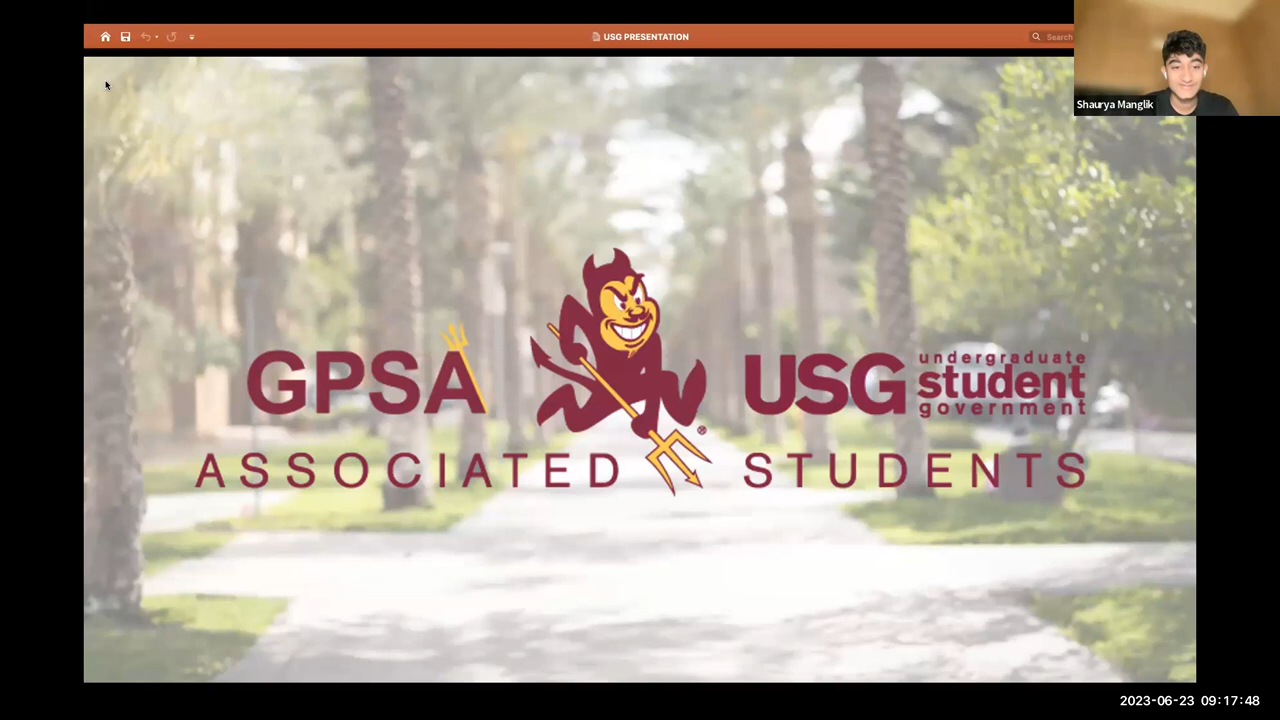 USG PRESENTATION
Search
Shaurya Manglik
GPSA
USG undergraduate
student
government
ASSOCIATED STUDENTS
®
2023-06-23 09:17:48